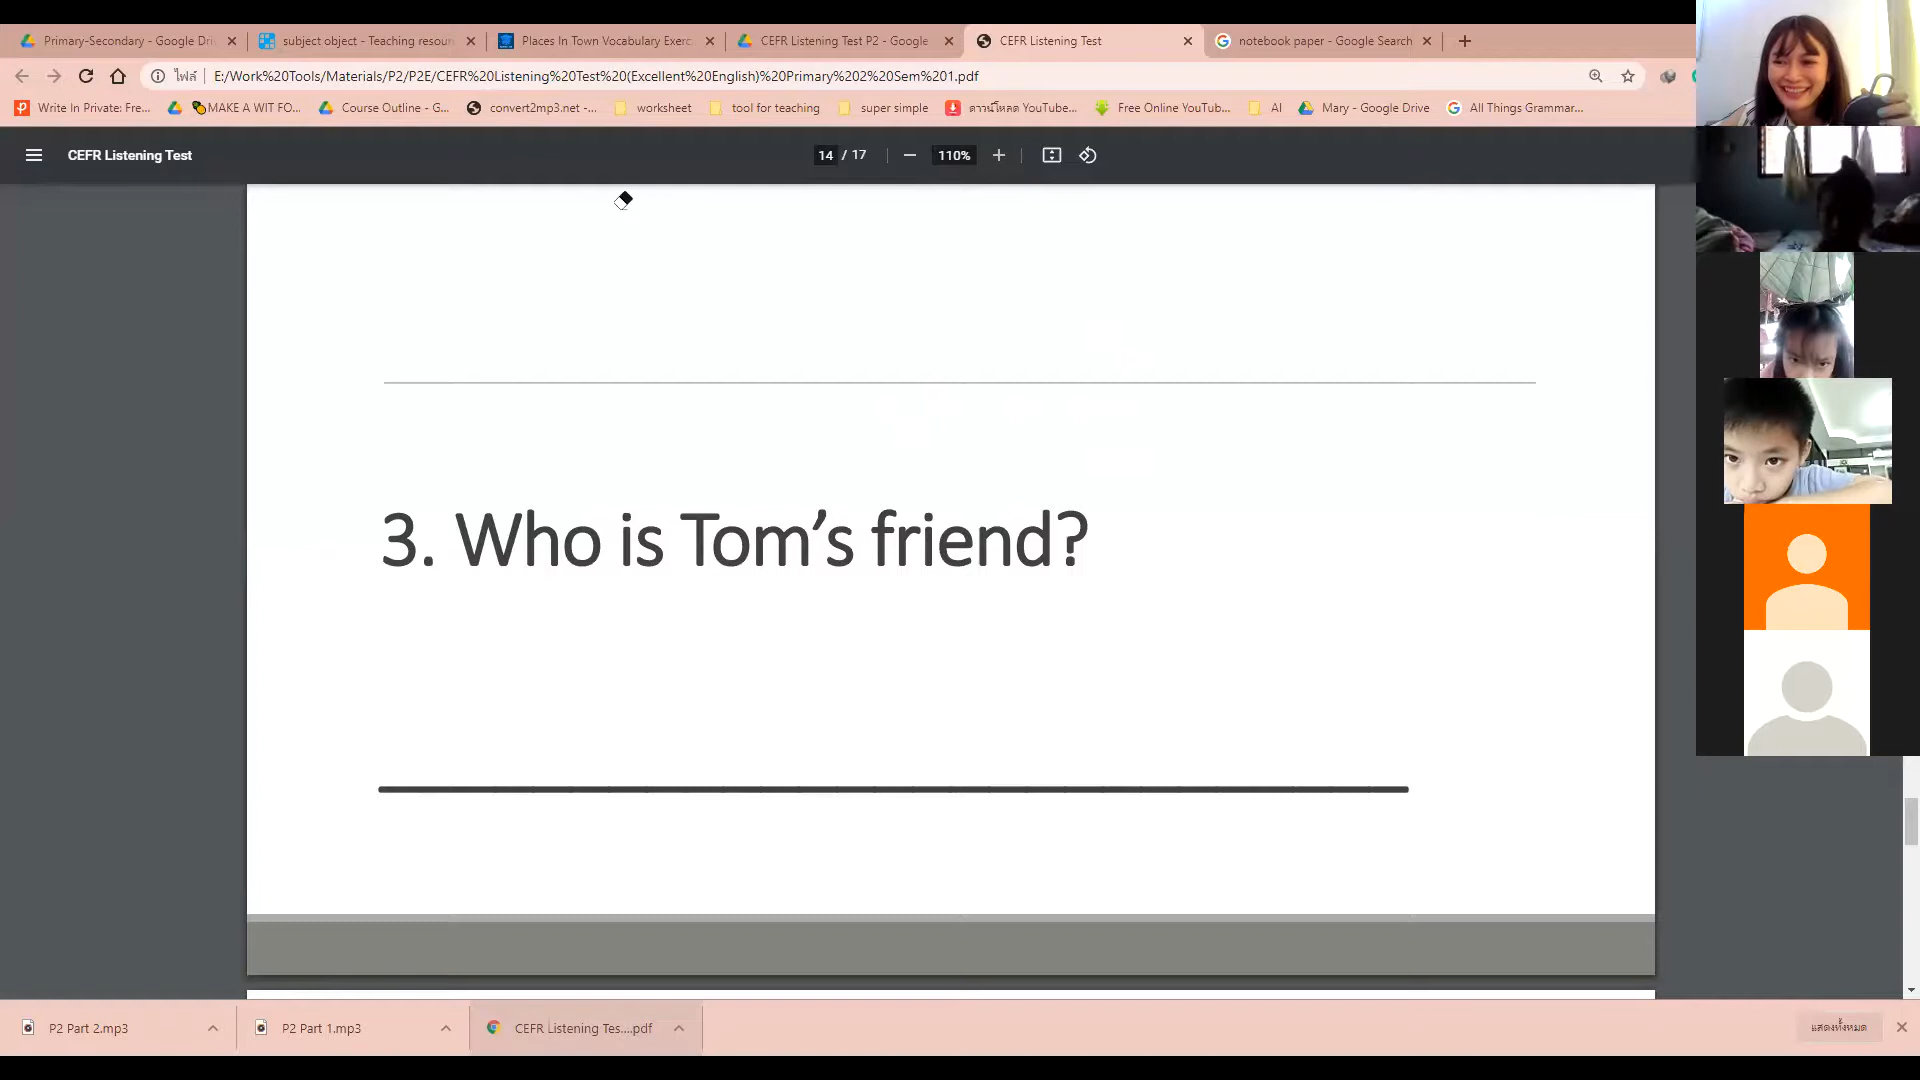 Primary-Secondary - Google Dri
subject object - Teaching resour
Places In Town Vocabulary Exerc
CEFR Listening Test P2 - Google
CEFR Listening Test
notebook paper - Google Search
ไฟล์
E:/Work%20Tools/Materials/P2/P2E/CEFR%20Listening%20Test%20(Excellent%20English)%20Primary%202%20Sem%201.pdf
Write In Private: Fre...
MAKE A WIT FO...
Course Outline - G...
convert2mp3.net -...
worksheet
tool for teaching
super simple
ดาวน์โหลด YouTube...
Free Online YouTub...
AI
Mary - Google Drive
All Things Grammar...
CEFR Listening Test
14 / 17
110%
3. Who is Tom’s friend?
P2 Part 2.mp3
P2 Part 1.mp3
CEFR Listening Tes....pdf
แสดงทั้งหมด